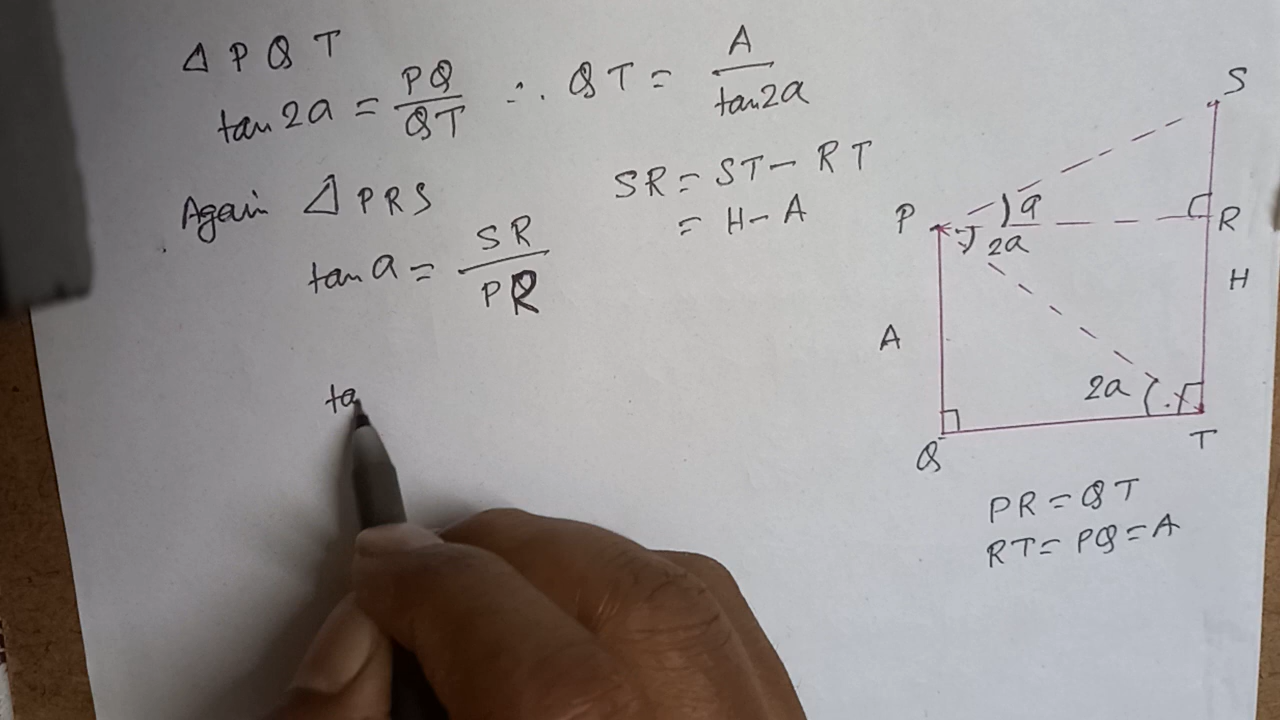 Δ P Q T
tan 2a = PQ/QT ∴ QT = A/tan2a
Again Δ PRS
tan a = SR/PR
SR = ST - RT
= H - A
ta
S
P
a
R
2a
H
A
2a
Q
T
PR = QT
RT = PQ = A